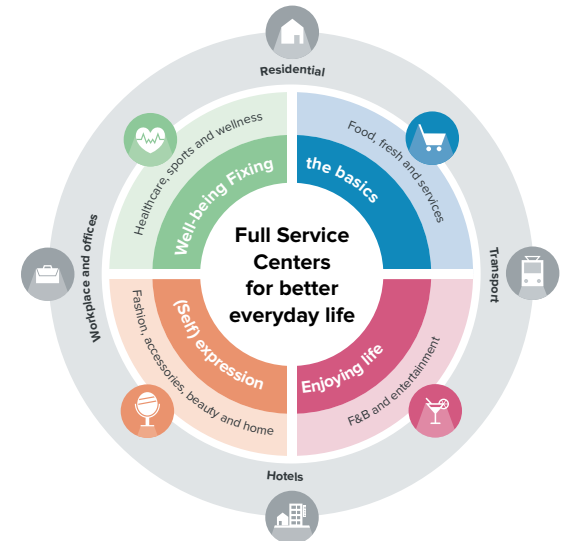 Residential
Healthcare, sports and wellness
Well-being Fixing
Food, fresh and services
the basics
Workplace and offices
Full Service
Centers
for better
everyday life
Transport
(Self) expression
Fashion, accessories, beauty and home
Enjoying life
F&B and entertainment
Hotels